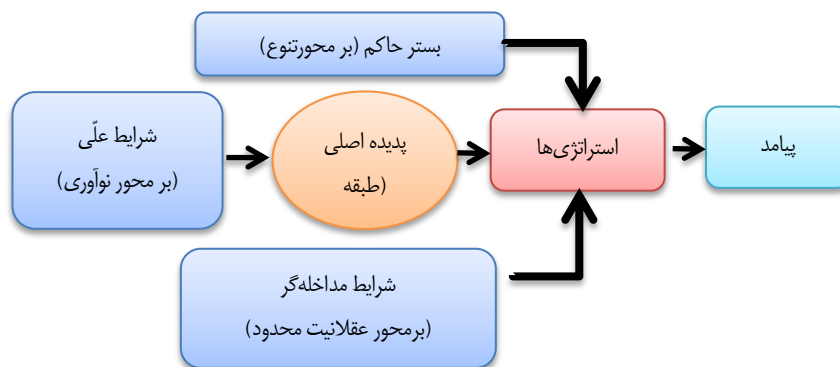 بستر حاکم (بر محورتنوع)
شرایط علّی
(بر محور نوآوری)
پدیده اصلی
(طبقه
استراتژی‌ها
پیامد
شرایط مداخله‌گر
(برمحور عقلانیت محدود)